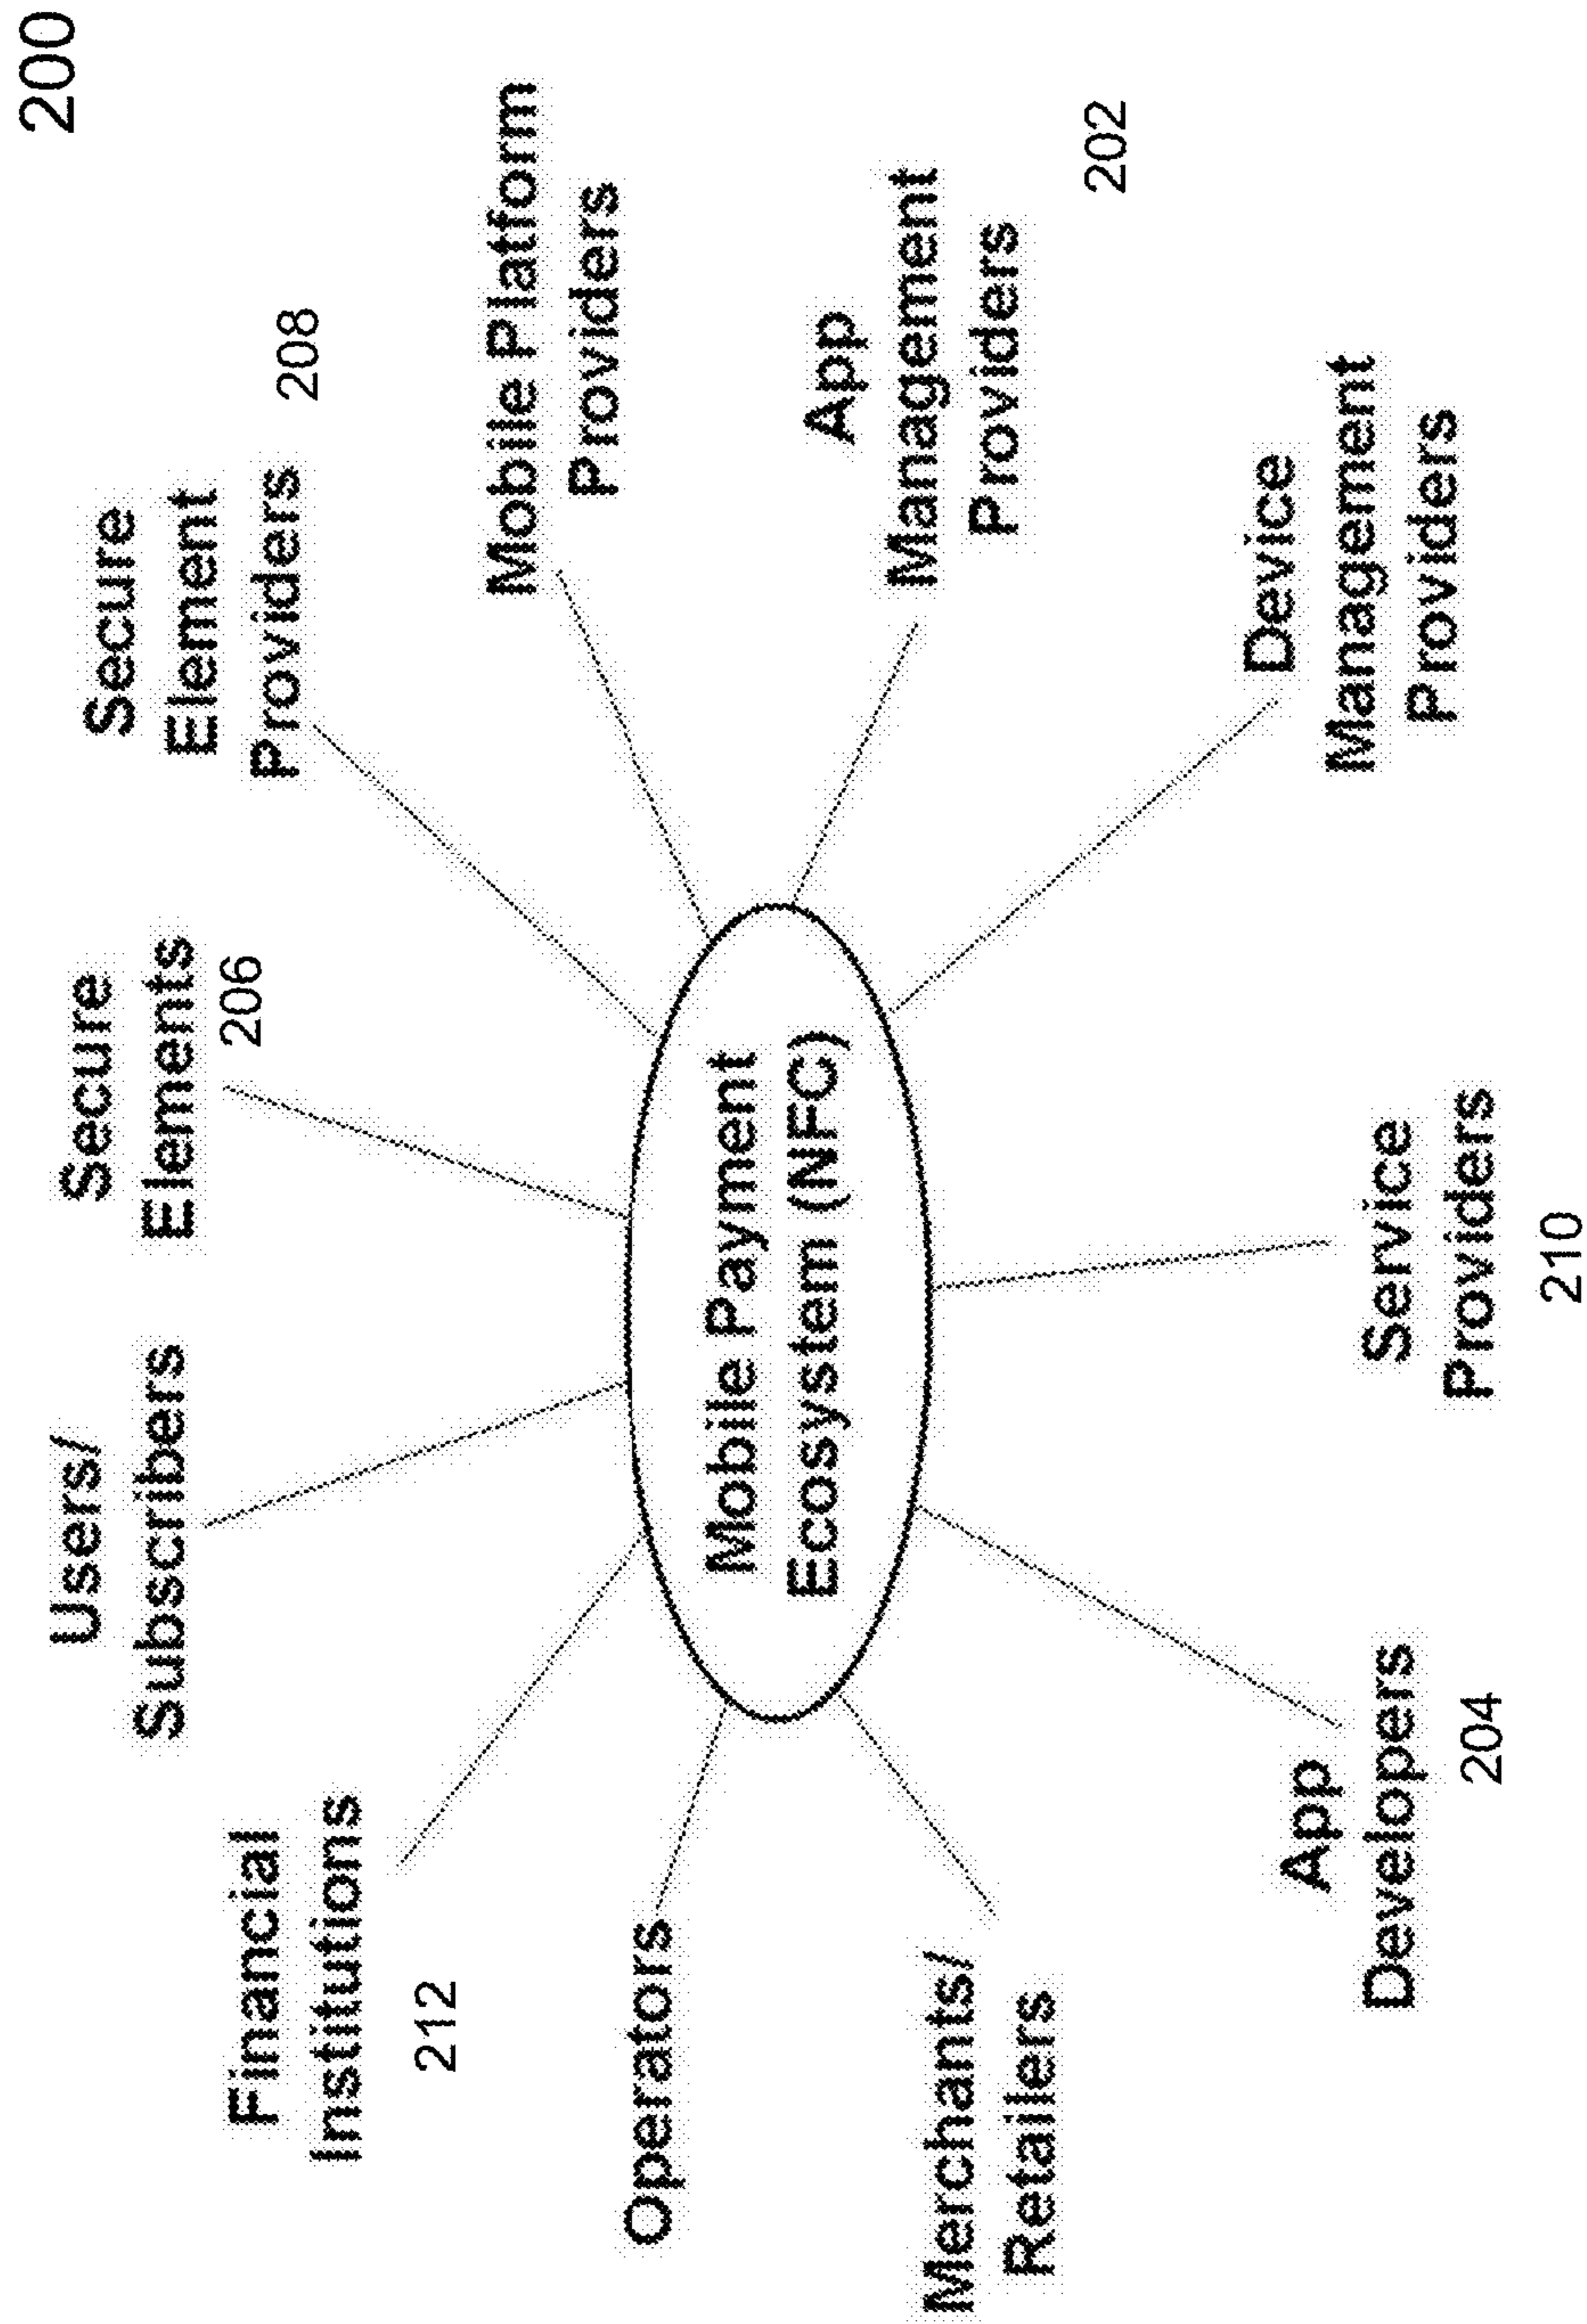 200
Users/
Subscribers
Secure
Elements
206
Secure
Element
Providers
208
Financial
Institutions
212
Mobile Platform
Providers
Operators
Mobile Payment
Ecosystem (NFC)
App
Management
Providers
202
Merchants/
Retailers
Device
Management
Providers
App
Developers
204
Service
Providers
210